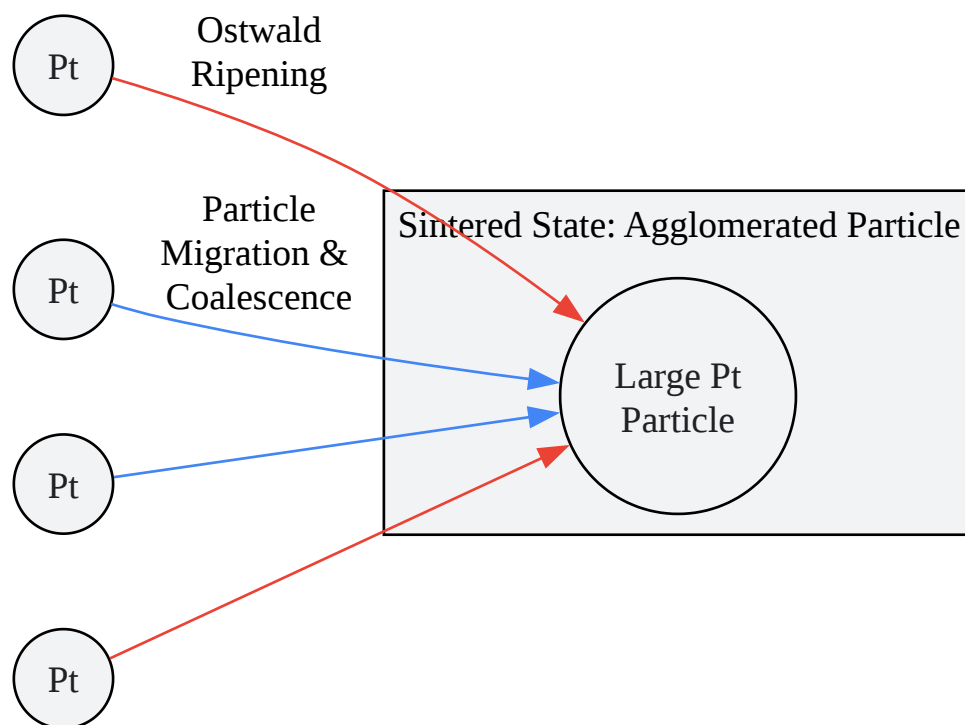 Pt
Ostwald
Ripening
Particle
Migration &
Coalescence
Pt
Sintered State: Agglomerated Particle
Large Pt
Particle
Pt
Pt